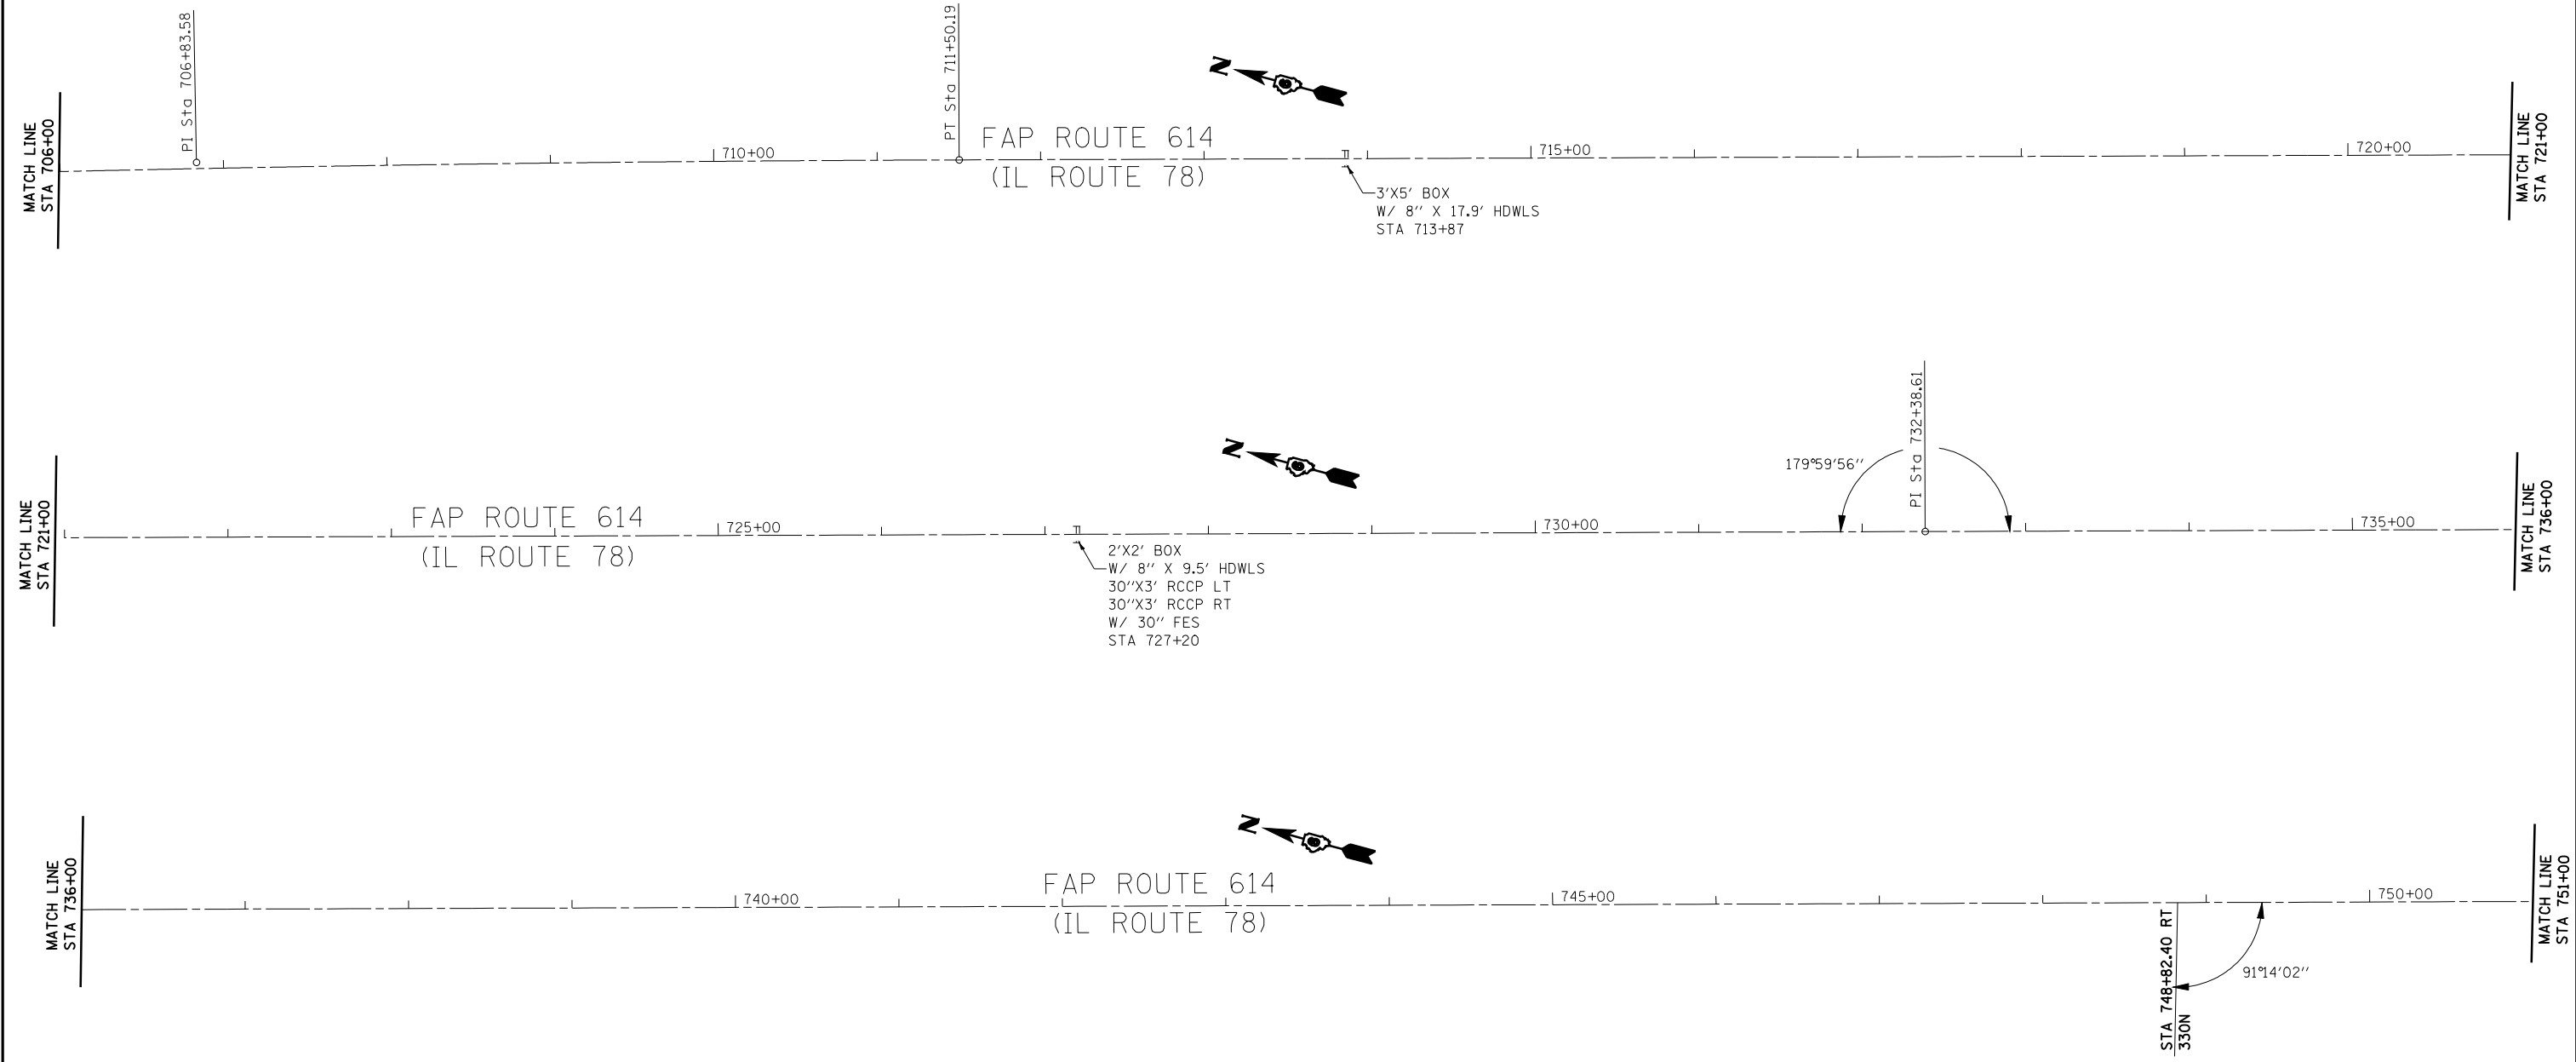 PI Sta 706+83.58
PT Sta 711+50.19
N
6
MATCH LINE
STA 706+00
710+00
FAP ROUTE 614
(IL ROUTE 78)
715+00
720+00
MATCH LINE
STA 721+00
3'X5' BOX
W/ 8'' X 17.9' HDWLS
STA 713+87
PI Sta 732+38.61
179°59'56''
N
6
MATCH LINE
STA 721+00
FAP ROUTE 614
(IL ROUTE 78)
725+00
730+00
735+00
MATCH LINE
STA 736+00
2'X2' BOX
W/ 8'' X 9.5' HDWLS
30''X3' RCCP LT
30''X3' RCCP RT
W/ 30'' FES
STA 727+20
N
6
MATCH LINE
STA 736+00
740+00
FAP ROUTE 614
(IL ROUTE 78)
745+00
750+00
MATCH LINE
STA 751+00
STA 748+82.40 RT
330N
91°14'02''